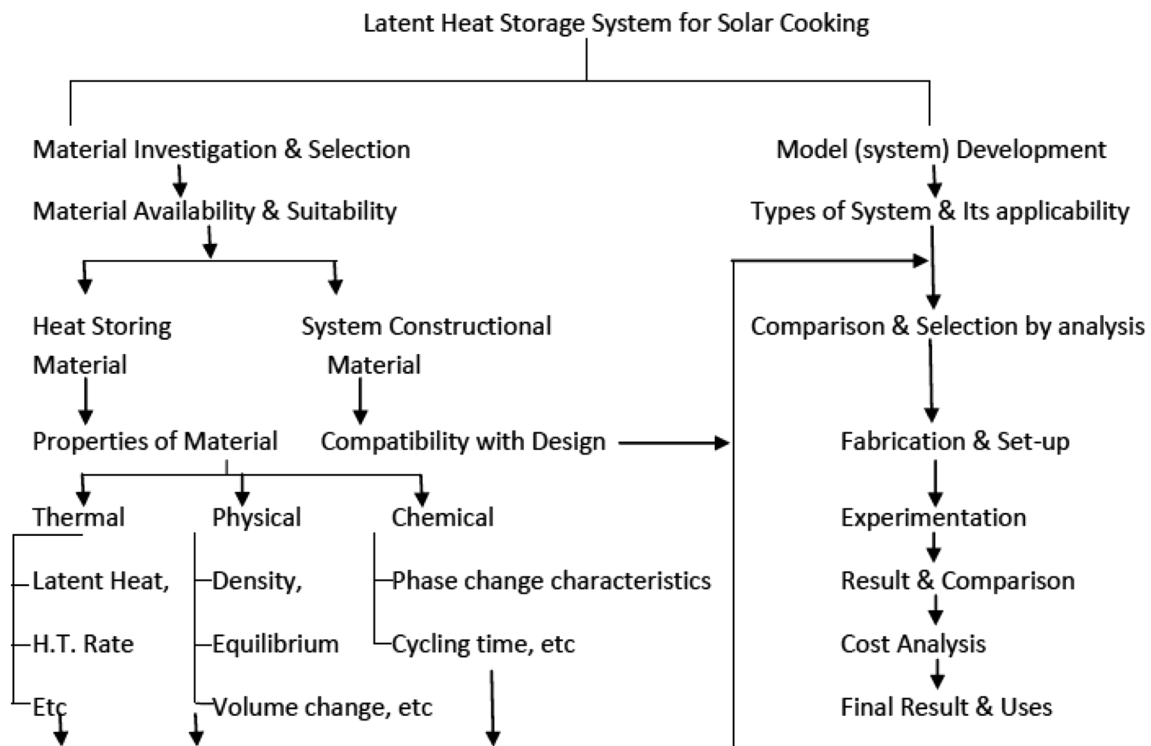 Latent Heat Storage System for Solar Cooking
Material Investigation & Selection
Model (system) Development
Material Availability & Suitability
Types of System & Its applicability
Heat Storing
Material
System Constructional
Material
Comparison & Selection by analysis
Properties of Material
Compatibility with Design
Fabrication & Set-up
Thermal
Physical
Chemical
Experimentation
Latent Heat,
Density,
Phase change characteristics
Result & Comparison
H.T. Rate
Equilibrium
Cycling time, etc
Cost Analysis
Etc
Volume change, etc
Final Result & Uses